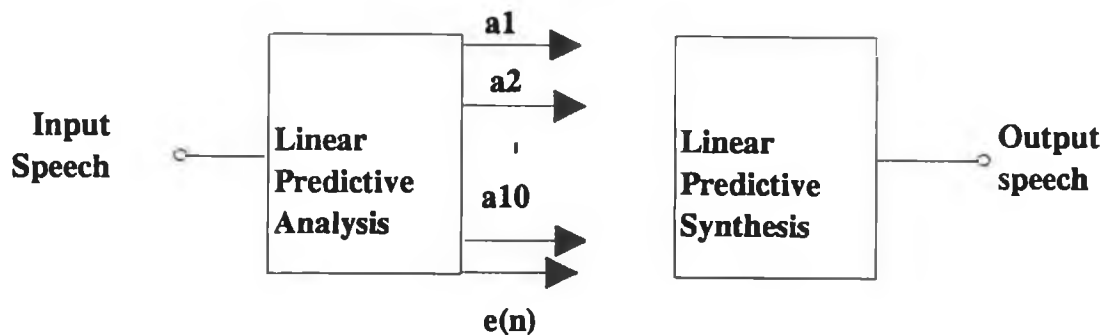 Input
Speech
Linear
Predictive
Analysis
a1
a2
a10
e(n)
Linear
Predictive
Synthesis
Output
speech